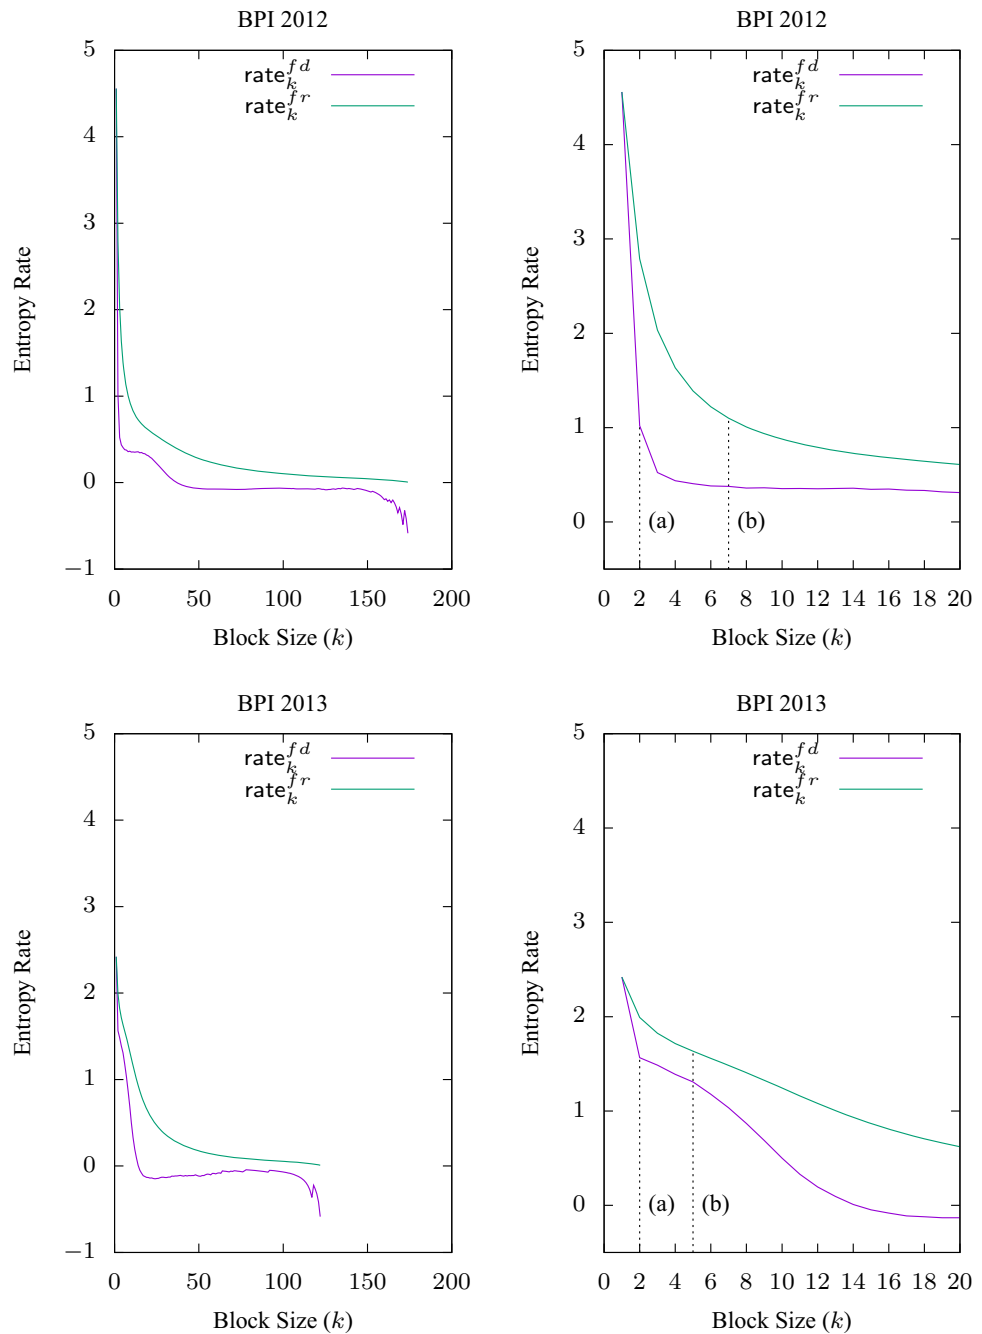 BPI 2012
5
4
3
2
1
0
−1
Entropy Rate
rate_k^{fd}
rate_k^{fr}
0 50 100 150 200
Block Size (k)
BPI 2012
5
4
3
2
1
0
Entropy Rate
rate_k^{fd}
rate_k^{fr}
(a) (b)
0 2 4 6 8 10 12 14 16 18 20
Block Size (k)
BPI 2013
5
4
3
2
1
0
−1
Entropy Rate
rate_k^{fd}
rate_k^{fr}
0 50 100 150 200
Block Size (k)
BPI 2013
5
4
3
2
1
0
Entropy Rate
rate_k^{fd}
rate_k^{fr}
(a) (b)
0 2 4 6 8 10 12 14 16 18 20
Block Size (k)